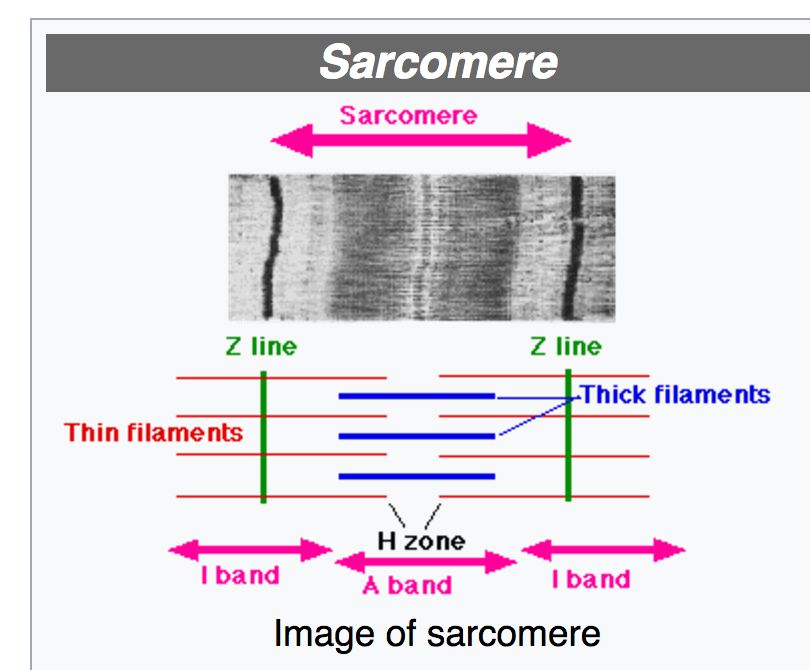 Sarcomere
Sarcomere
Z line
Z line
Thick filaments
Thin filaments
H zone
I band
A band
I band
Image of sarcomere